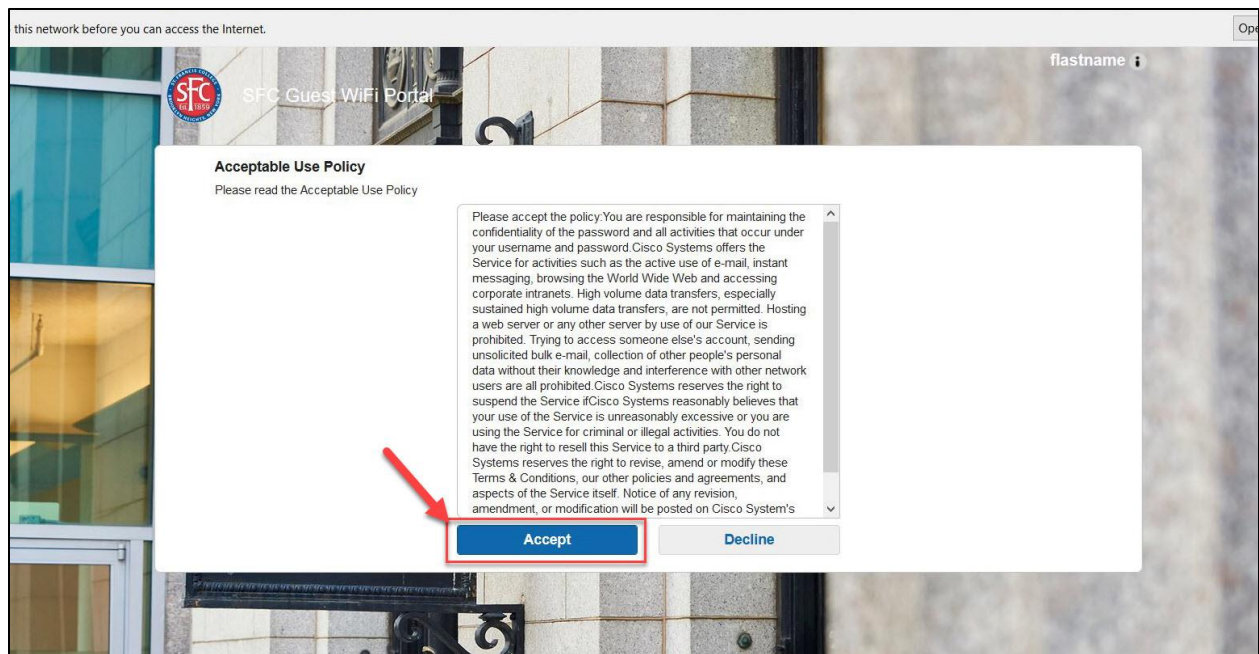 this network before you can access the Internet.
Ope
flastname i
ST. FRANCIS COLLEGE
SFC
Est. 1859
BROOKLYN HEIGHTS, NEW YORK
SFC Guest WiFi Portal
Acceptable Use Policy
Please read the Acceptable Use Policy
Please accept the policy:You are responsible for maintaining the
confidentiality of the password and all activities that occur under
your username and password.Cisco Systems offers the
Service for activities such as the active use of e-mail, instant
messaging, browsing the World Wide Web and accessing
corporate intranets. High volume data transfers, especially
sustained high volume data transfers, are not permitted. Hosting
a web server or any other server by use of our Service is
prohibited. Trying to access someone else's account, sending
unsolicited bulk e-mail, collection of other people's personal
data without their knowledge and interference with other network
users are all prohibited.Cisco Systems reserves the right to
suspend the Service ifCisco Systems reasonably believes that
your use of the Service is unreasonably excessive or you are
using the Service for criminal or illegal activities. You do not
have the right to resell this Service to a third party.Cisco
Systems reserves the right to revise, amend or modify these
Terms & Conditions, our other policies and agreements, and
aspects of the Service itself. Notice of any revision,
amendment, or modification will be posted on Cisco System's
Accept
Decline